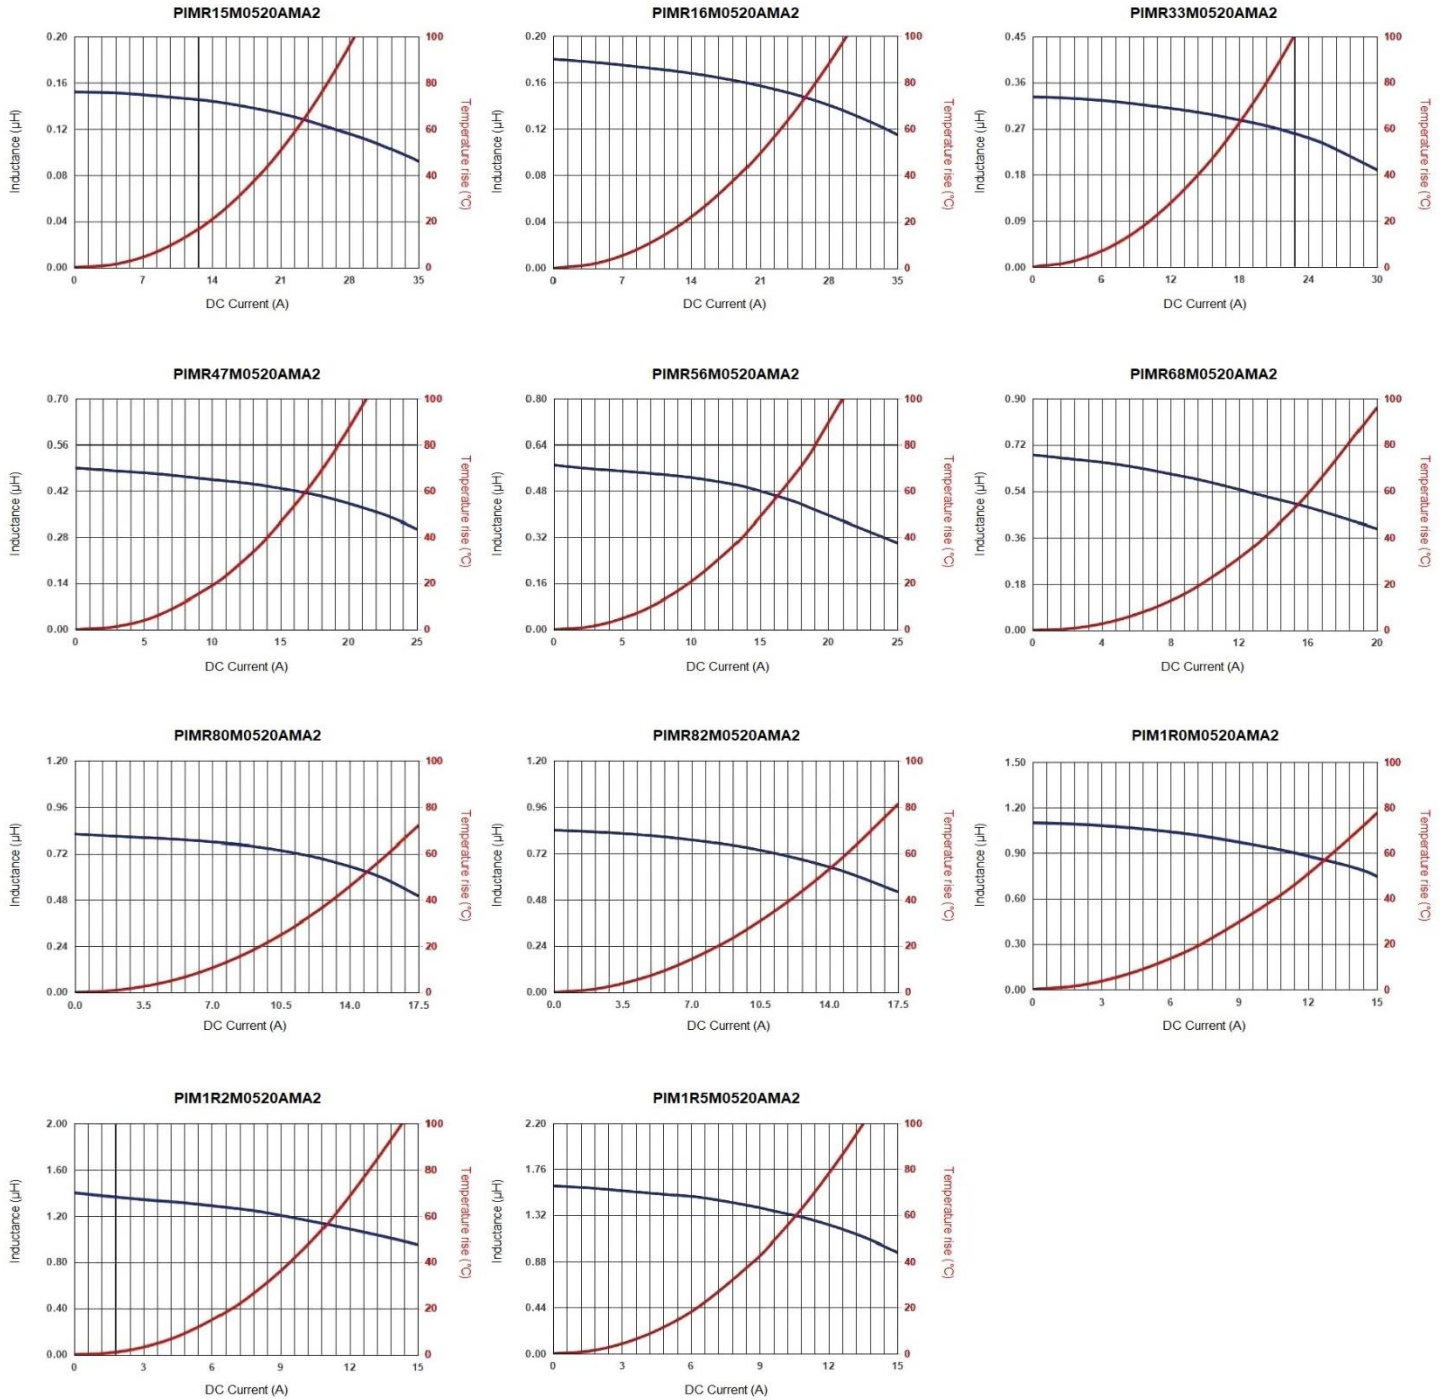 PIMR15M0520AMA2
0.20
0.16
0.12
0.08
0.04
0.00
Inductance (µH)
100
80
60
40
20
0
Temperature rise (°C)
0 7 14 21 28 35
DC Current (A)
PIMR16M0520AMA2
0.20
0.16
0.12
0.08
0.04
0.00
Inductance (µH)
100
80
60
40
20
0
Temperature rise (°C)
0 7 14 21 28 35
DC Current (A)
PIMR33M0520AMA2
0.45
0.36
0.27
0.18
0.09
0.00
Inductance (µH)
100
80
60
40
20
0
Temperature rise (°C)
0 6 12 18 24 30
DC Current (A)
PIMR47M0520AMA2
0.70
0.56
0.42
0.28
0.14
0.00
Inductance (µH)
100
80
60
40
20
0
Temperature rise (°C)
0 5 10 15 20 25
DC Current (A)
PIMR56M0520AMA2
0.80
0.64
0.48
0.32
0.16
0.00
Inductance (µH)
100
80
60
40
20
0
Temperature rise (°C)
0 5 10 15 20 25
DC Current (A)
PIMR68M0520AMA2
0.90
0.72
0.54
0.36
0.18
0.00
Inductance (µH)
100
80
60
40
20
0
Temperature rise (°C)
0 4 8 12 16 20
DC Current (A)
PIMR80M0520AMA2
1.20
0.96
0.72
0.48
0.24
0.00
Inductance (µH)
100
80
60
40
20
0
Temperature rise (°C)
0.0 3.5 7.0 10.5 14.0 17.5
DC Current (A)
PIMR82M0520AMA2
1.20
0.96
0.72
0.48
0.24
0.00
Inductance (µH)
100
80
60
40
20
0
Temperature rise (°C)
0.0 3.5 7.0 10.5 14.0 17.5
DC Current (A)
PIM1R0M0520AMA2
1.50
1.20
0.90
0.60
0.30
0.00
Inductance (µH)
100
80
60
40
20
0
Temperature rise (°C)
0 3 6 9 12 15
DC Current (A)
PIM1R2M0520AMA2
2.00
1.60
1.20
0.80
0.40
0.00
Inductance (µH)
100
80
60
40
20
0
Temperature rise (°C)
0 3 6 9 12 15
DC Current (A)
PIM1R5M0520AMA2
2.20
1.76
1.32
0.88
0.44
0.00
Inductance (µH)
100
80
60
40
20
0
Temperature rise (°C)
0 3 6 9 12 15
DC Current (A)